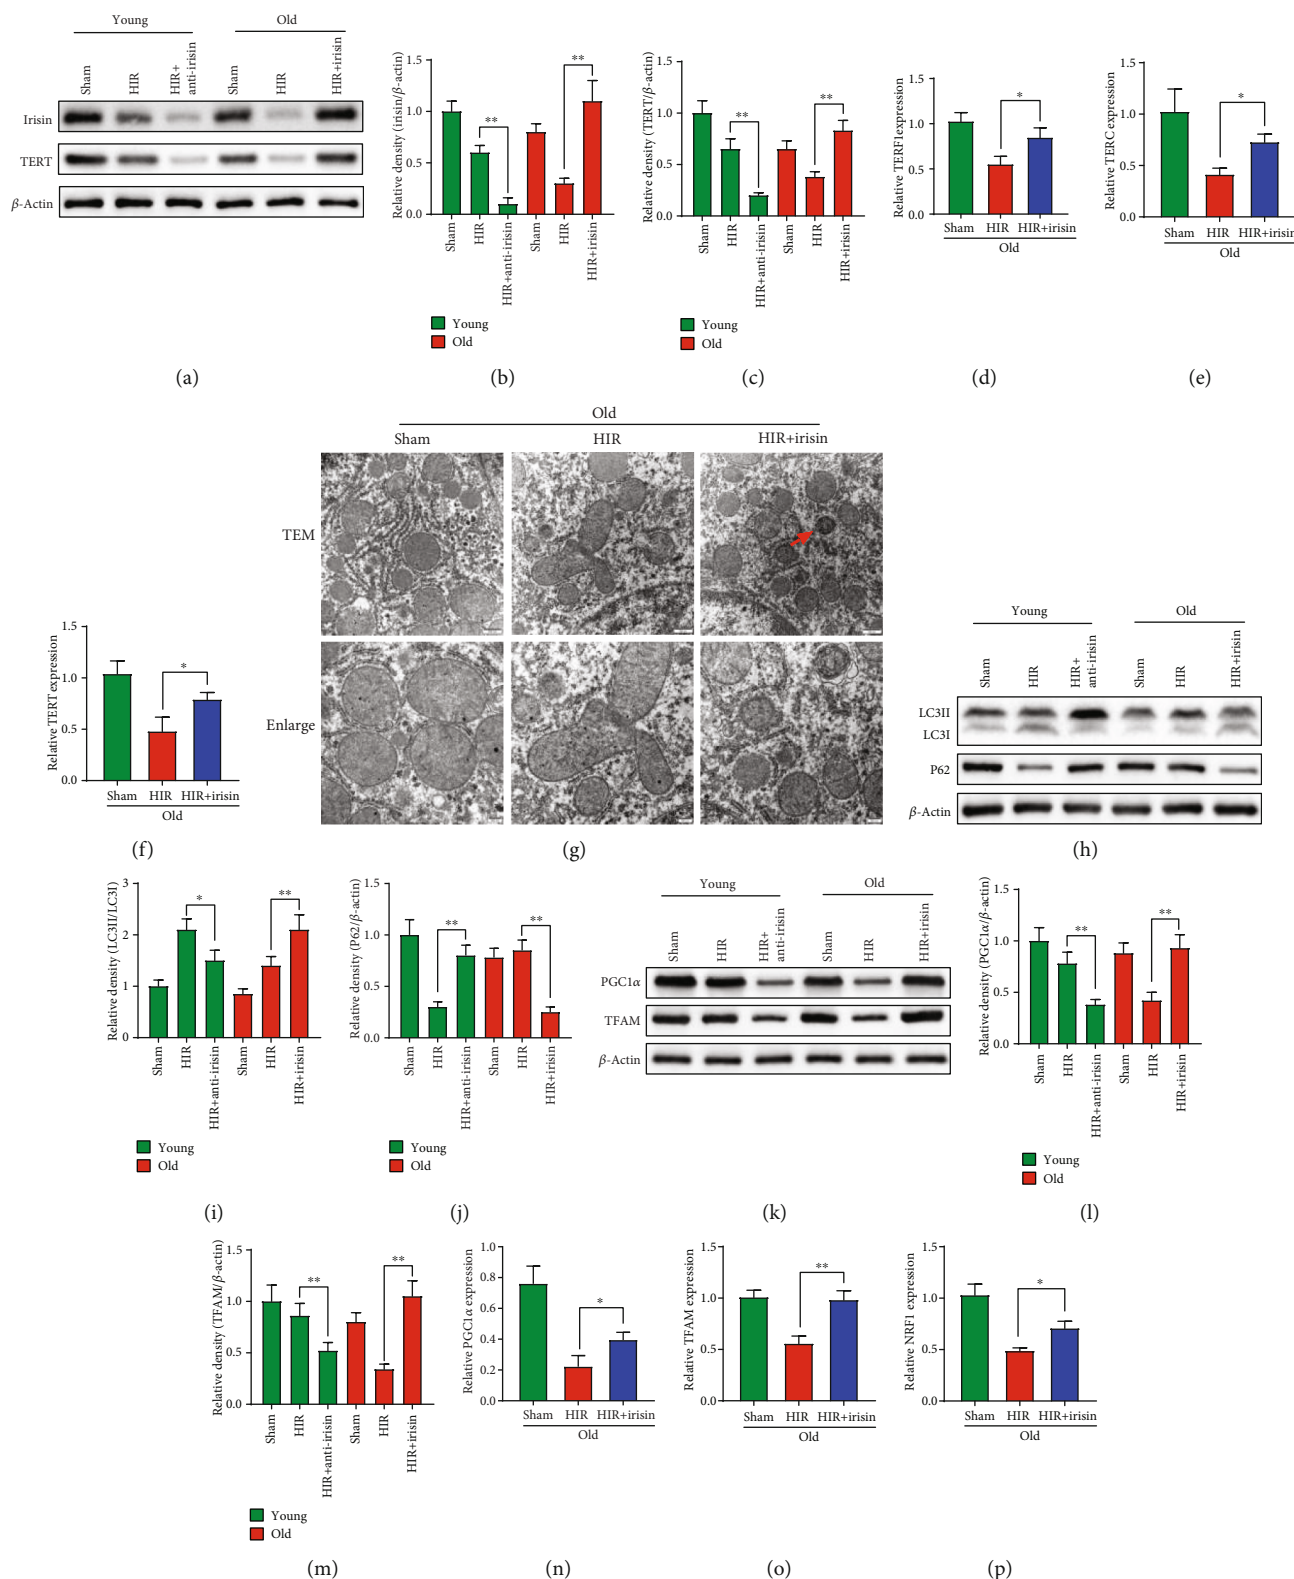 Young Old
Sham HIR HIR+ anti-irisin Sham HIR HIR+irisin
Irisin
TERT
β-Actin
(a)
Relative density (irisin/β-actin)
1.5
1.0
0.5
0.0
**
**
Sham HIR HIR+anti-irisin Sham HIR HIR+irisin
Young
Old
(b)
Relative density (TERT/β-actin)
1.5
1.0
0.5
0.0
**
**
Sham HIR HIR+anti-irisin Sham HIR HIR+irisin
Young
Old
(c)
Relative TERF1expression
1.5
1.0
0.5
0.0
*
Sham HIR HIR+irisin
Old
(d)
Relative TERC expression
1.5
1.0
0.5
0.0
*
Sham HIR HIR+irisin
Old
(e)
Relative TERT expression
1.5
1.0
0.5
0.0
*
Sham HIR HIR+irisin
Old
(f)
Old
Sham HIR HIR+irisin
TEM
Enlarge
(g)
Young Old
Sham HIR HIR+ anti-irisin Sham HIR HIR+irisin
LC3II
LC3I
P62
β-Actin
(h)
Relative density (LC3II/LC3I)
3
2
1
0
*
**
Sham HIR HIR+anti-irisin Sham HIR HIR+irisin
Young
Old
(i)
Relative density (P62/β-actin)
1.5
1.0
0.5
0.0
**
**
Sham HIR HIR+anti-irisin Sham HIR HIR+irisin
Young
Old
(j)
Young Old
Sham HIR HIR+ anti-irisin Sham HIR HIR+irisin
PGC1α
TFAM
β-Actin
(k)
Relative density (PGC1α/β-actin)
1.5
1.0
0.5
0.0
**
**
Sham HIR HIR+anti-irisin Sham HIR HIR+irisin
Young
Old
(l)
Relative density (TFAM/β-actin)
1.5
1.0
0.5
0.0
**
**
Sham HIR HIR+anti-irisin Sham HIR HIR+irisin
Young
Old
(m)
Relative PGC1α expression
1.0
0.8
0.6
0.4
0.2
0.0
*
Sham HIR HIR+irisin
Old
(n)
Relative TFAM expression
1.5
1.0
0.5
0.0
**
Sham HIR HIR+irisin
Old
(o)
Relative NRF1 expression
1.5
1.0
0.5
0.0
*
Sham HIR HIR+irisin
Old
(p)